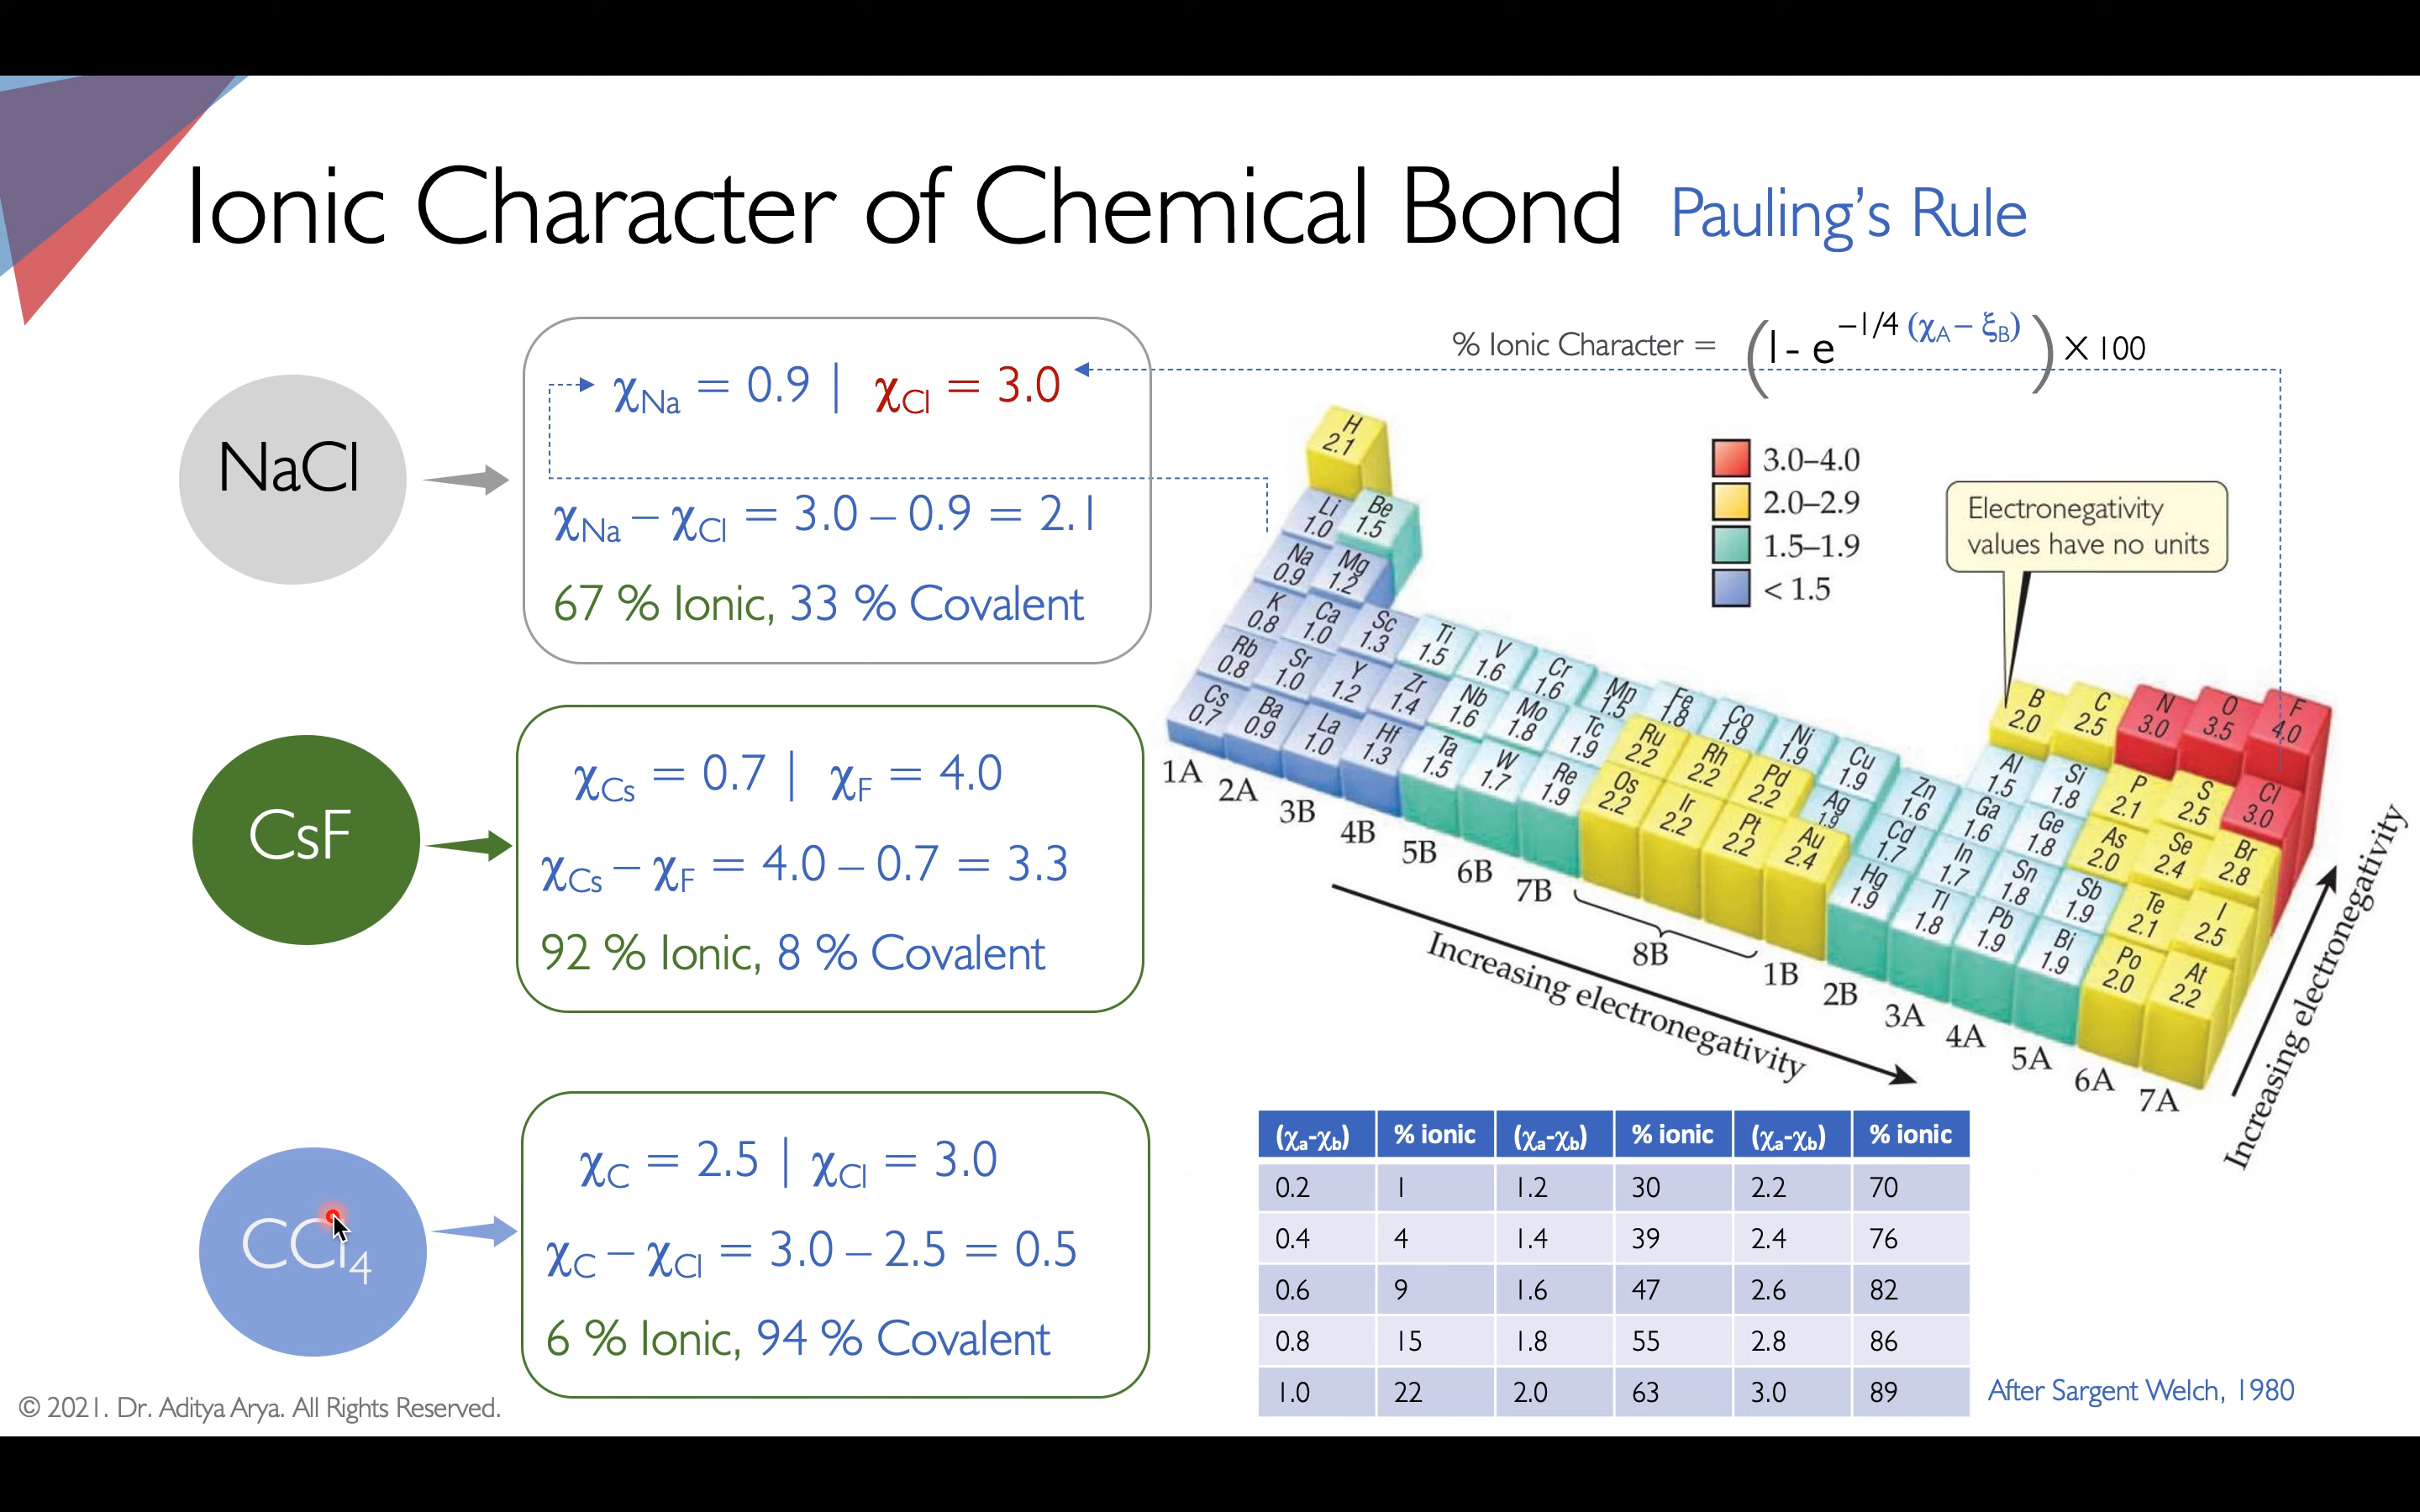 Ionic Character of Chemical Bond Pauling's Rule
% Ionic Character = (1- e −1/4 (χA − ξB) ) X 100
NaCl
χNa = 0.9 | χCl = 3.0
χNa − χCl = 3.0 – 0.9 = 2.1
67 % Ionic, 33 % Covalent
CsF
χCs = 0.7 | χF = 4.0
χCs − χF = 4.0 – 0.7 = 3.3
92 % Ionic, 8 % Covalent
CCl4
χC = 2.5 | χCl = 3.0
χC − χCl = 3.0 – 2.5 = 0.5
6 % Ionic, 94 % Covalent
3.0–4.0
2.0–2.9
1.5–1.9
< 1.5
Electronegativity
values have no units
H 2.1
Li 1.0 Be 1.5
Na 0.9 Mg 1.2
K 0.8 Ca 1.0 Sc 1.3 Ti 1.5 V 1.6 Cr 1.6 Mn 1.5 Fe 1.8 Co 1.9 Ni 1.9 Cu 1.9 Zn 1.6 Ga 1.6 Ge 1.8 As 2.0 Se 2.4 Br 2.8
Rb 0.8 Sr 1.0 Y 1.2 Zr 1.4 Nb 1.6 Mo 1.8 Tc 1.9 Ru 2.2 Rh 2.2 Pd 2.2 Ag 1.9 Cd 1.7 In 1.7 Sn 1.8 Sb 1.9 Te 2.1 I 2.5
Cs 0.7 Ba 0.9 La 1.0 Hf 1.3 Ta 1.5 W 1.7 Re 1.9 Os 2.2 Ir 2.2 Pt 2.2 Au 2.4 Hg 1.9 Tl 1.8 Pb 1.9 Bi 1.9 Po 2.0 At 2.2
B 2.0 C 2.5 N 3.0 O 3.5 F 4.0
Al 1.5 Si 1.8 P 2.1 S 2.5 Cl 3.0
1A 2A 3B 4B 5B 6B 7B 8B 1B 2B 3A 4A 5A 6A 7A
Increasing electronegativity
Increasing electronegativity
(χa-χb) % ionic (χa-χb) % ionic (χa-χb) % ionic
0.2 1 1.2 30 2.2 70
0.4 4 1.4 39 2.4 76
0.6 9 1.6 47 2.6 82
0.8 15 1.8 55 2.8 86
1.0 22 2.0 63 3.0 89
After Sargent Welch, 1980
© 2021. Dr. Aditya Arya. All Rights Reserved.